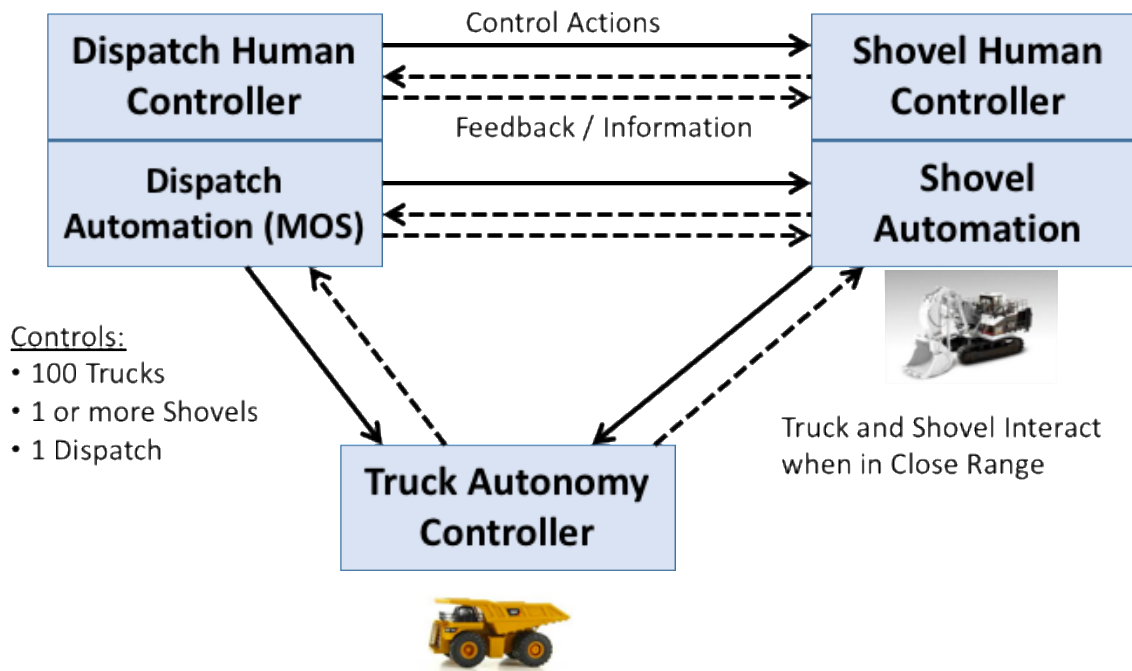 Control Actions
Dispatch Human
Controller
Shovel Human
Controller
Feedback / Information
Dispatch
Automation (MOS)
Shovel
Automation
Controls:
• 100 Trucks
• 1 or more Shovels
• 1 Dispatch
Truck and Shovel Interact
when in Close Range
Truck Autonomy
Controller